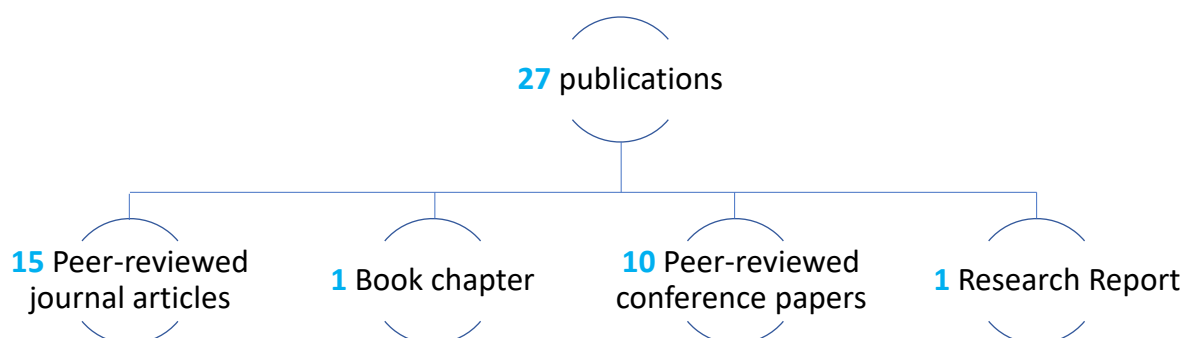 27 publications
15 Peer-reviewed
journal articles
1 Book chapter
10 Peer-reviewed
conference papers
1 Research Report